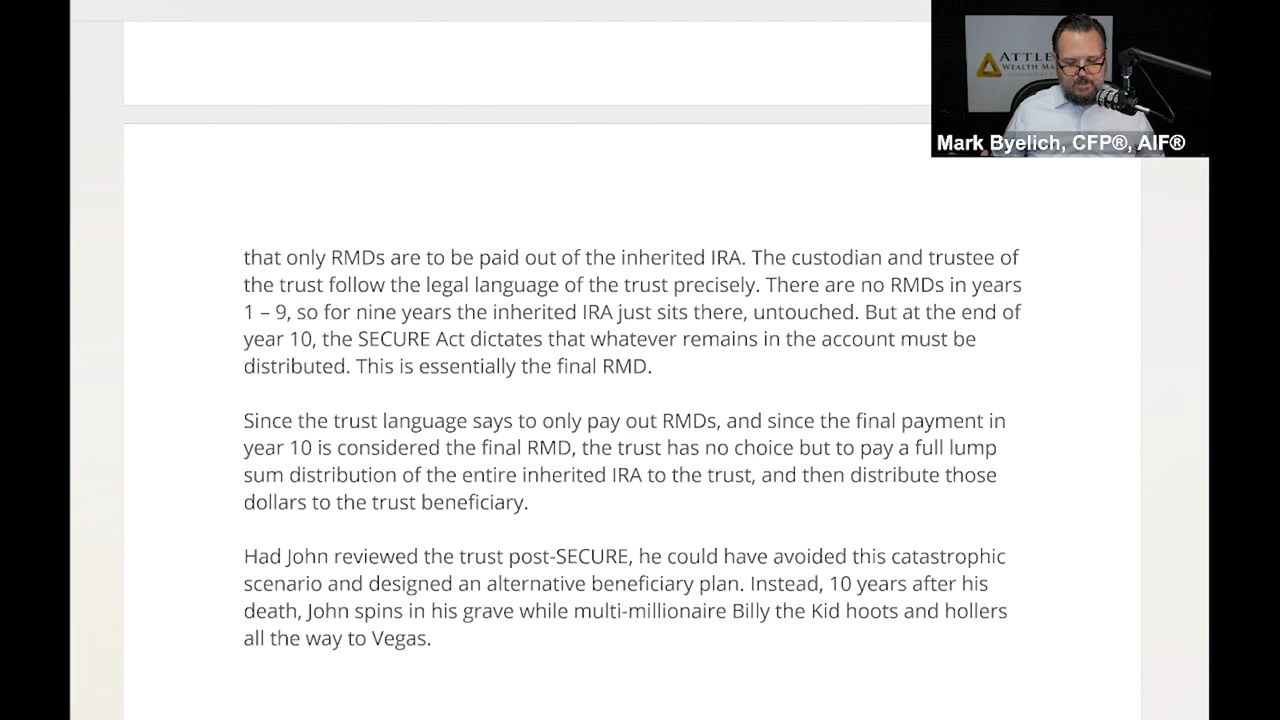 ATTLE
WEALTH MA
Mark Byelich, CFP®, AIF®
that only RMDs are to be paid out of the inherited IRA. The custodian and trustee of
the trust follow the legal language of the trust precisely. There are no RMDs in years
1 – 9, so for nine years the inherited IRA just sits there, untouched. But at the end of
year 10, the SECURE Act dictates that whatever remains in the account must be
distributed. This is essentially the final RMD.
Since the trust language says to only pay out RMDs, and since the final payment in
year 10 is considered the final RMD, the trust has no choice but to pay a full lump
sum distribution of the entire inherited IRA to the trust, and then distribute those
dollars to the trust beneficiary.
Had John reviewed the trust post-SECURE, he could have avoided this catastrophic
scenario and designed an alternative beneficiary plan. Instead, 10 years after his
death, John spins in his grave while multi-millionaire Billy the Kid hoots and hollers
all the way to Vegas.